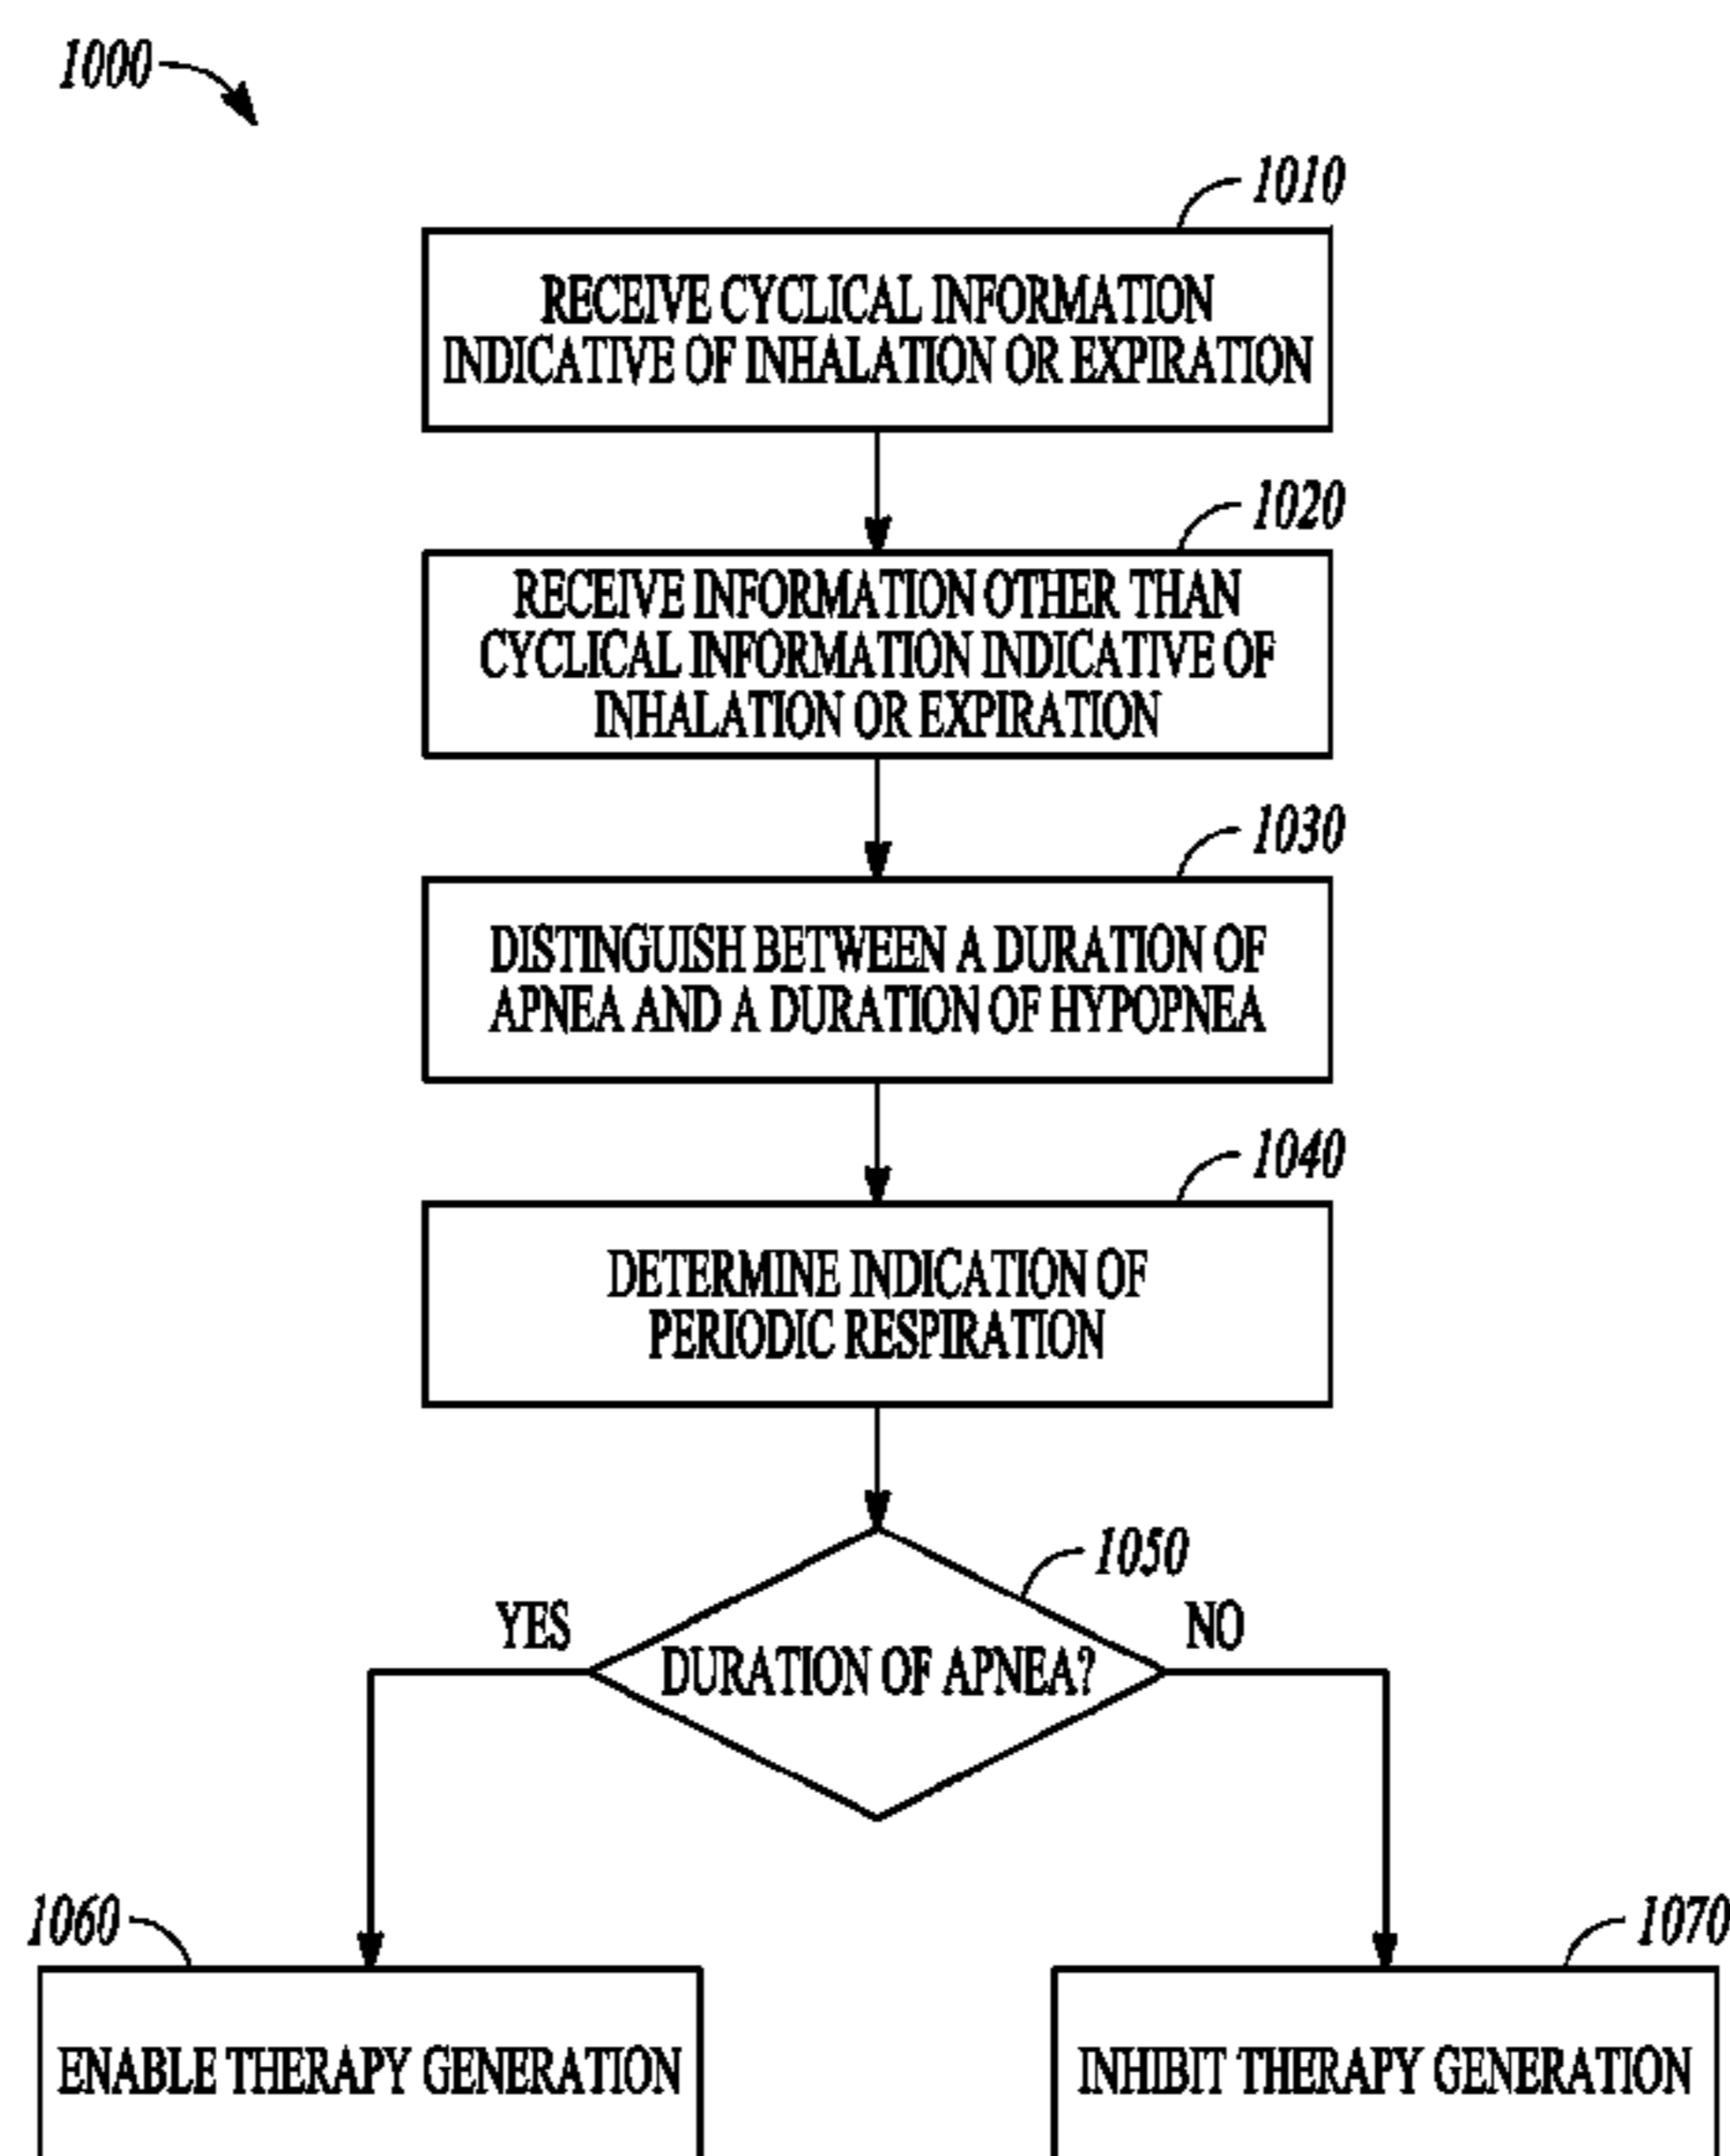 1000
1010
RECEIVE CYCLICAL INFORMATION
INDICATIVE OF INHALATION OR EXPIRATION
1020
RECEIVE INFORMATION OTHER THAN
CYCLICAL INFORMATION INDICATIVE OF
INHALATION OR EXPIRATION
1030
DISTINGUISH BETWEEN A DURATION OF
APNEA AND A DURATION OF HYPOPNEA
1040
DETERMINE INDICATION OF
PERIODIC RESPIRATION
1050
YES
DURATION OF APNEA?
NO
1060
ENABLE THERAPY GENERATION
1070
INHIBIT THERAPY GENERATION